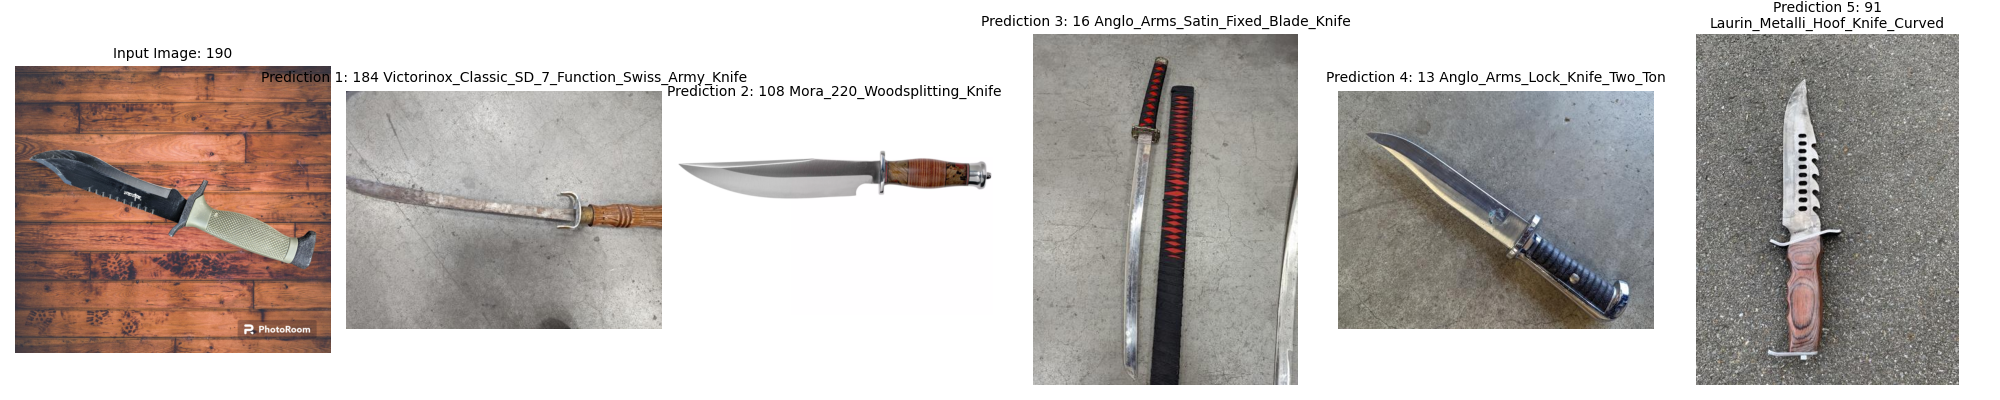 Input Image: 190
Prediction 1: 184 Victorinox_Classic_SD_7_Function_Swiss_Army_Knife
Prediction 2: 108 Mora_220_Woodsplitting_Knife
Prediction 3: 16 Anglo_Arms_Satin_Fixed_Blade_Knife
Prediction 4: 13 Anglo_Arms_Lock_Knife_Two_Ton
Prediction 5: 91
Laurin_Metalli_Hoof_Knife_Curved
PhotoRoom